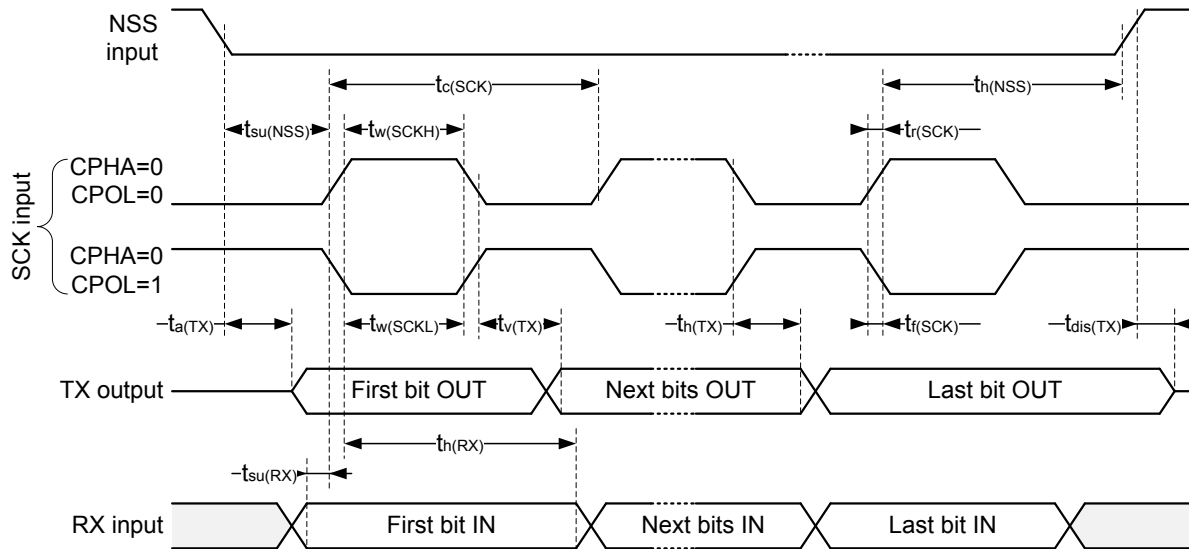 NSS
input
tc(SCK)
th(NSS)
tsu(NSS)
tw(SCKH)
tr(SCK)
SCK input
CPHA=0
CPOL=0
CPHA=0
CPOL=1
ta(TX)
tw(SCKL)
tv(TX)
th(TX)
tf(SCK)
tdis(TX)
TX output
First bit OUT
Next bits OUT
Last bit OUT
th(RX)
tsu(RX)
RX input
First bit IN
Next bits IN
Last bit IN